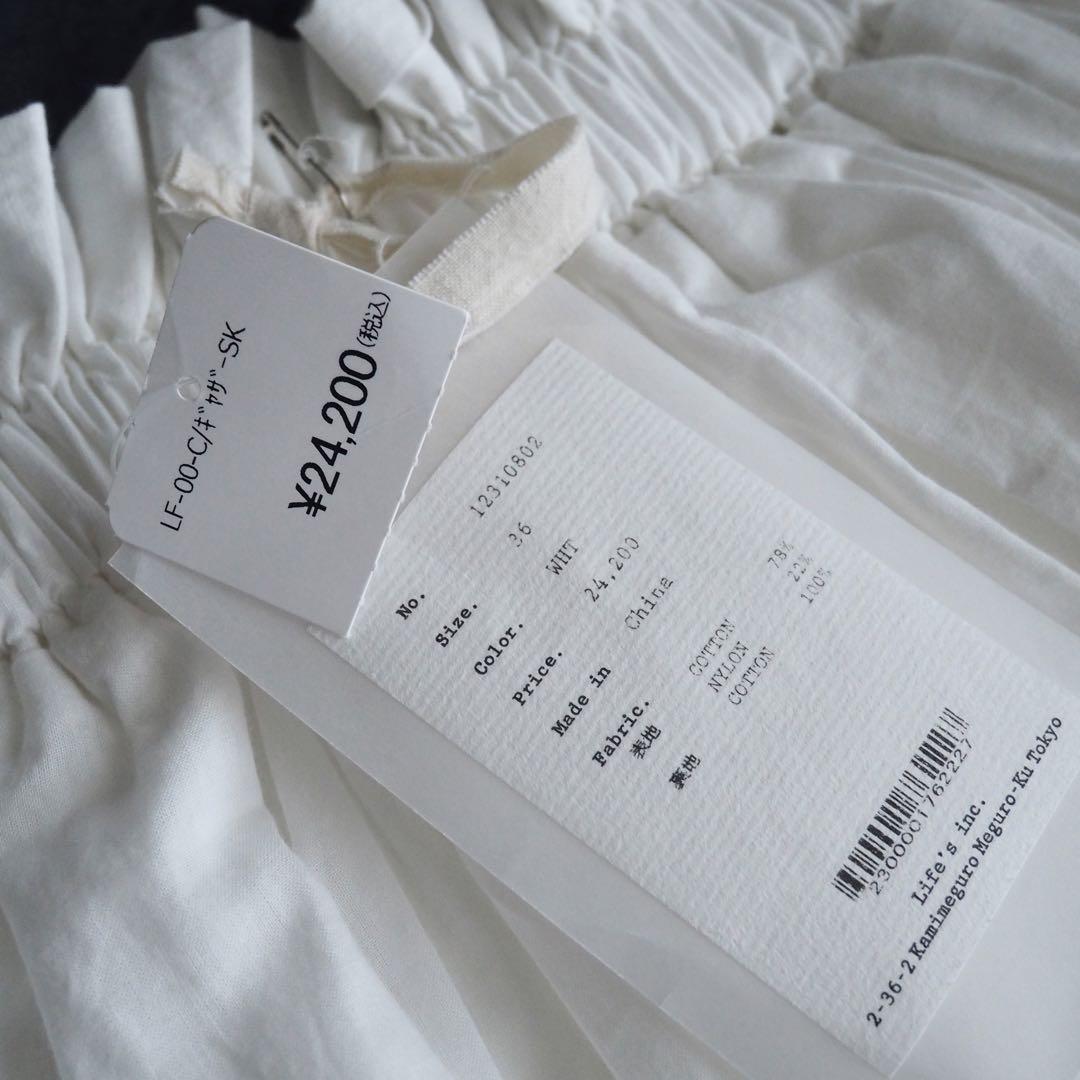 LF-00-C/ギャザｰSK
¥24,200(税込)
No. 12310802
Size. 36
Color. WHT
Price. 24,200
Made in China
Fabric.
表地 COTTON 78%
NYLON 22%
裏地 COTTON 100%
2300001762227
Life's inc.
2-36-2 Kamimeguro Meguro-Ku Tokyo